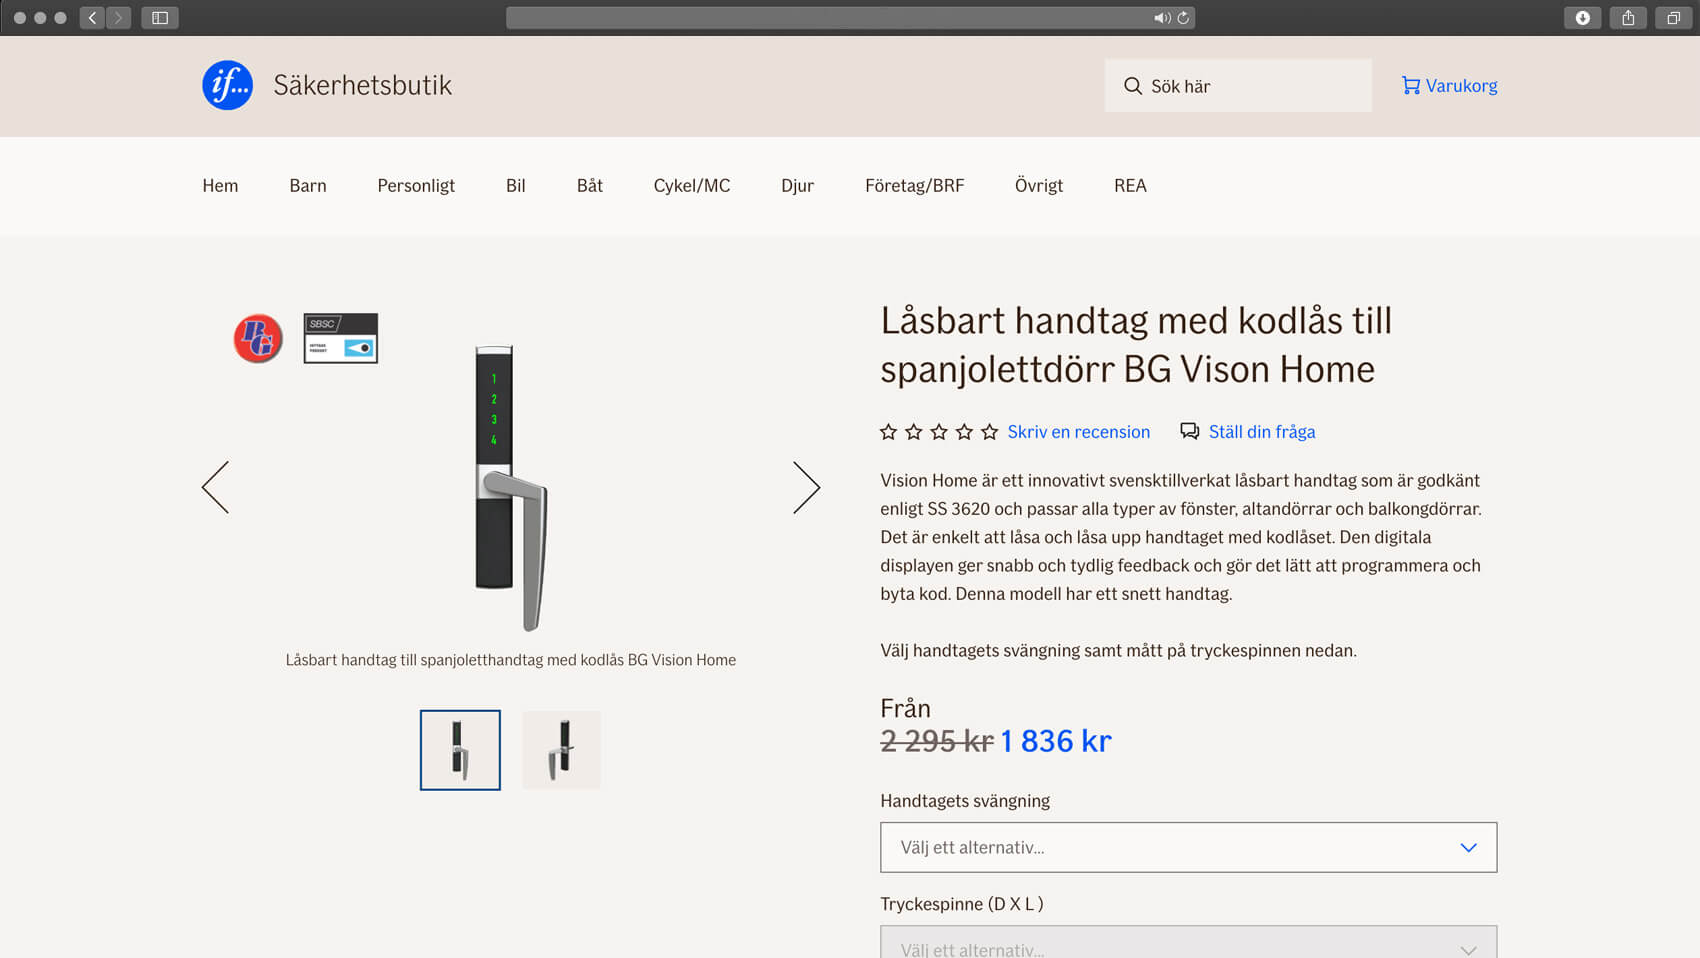 if...
Säkerhetsbutik
Sök här
Varukorg
Hem
Barn
Personligt
Bil
Båt
Cykel/MC
Djur
Företag/BRF
Övrigt
REA
BG
SBSC
1
2
3
4
Låsbart handtag till spanjoletthandtag med kodlås BG Vision Home
Låsbart handtag med kodlås till
spanjolettdörr BG Vison Home
Skriv en recension
Ställ din fråga
Vision Home är ett innovativt svensktillverkat låsbart handtag som är godkänt
enligt SS 3620 och passar alla typer av fönster, altandörrar och balkongdörrar.
Det är enkelt att låsa och låsa upp handtaget med kodlåset. Den digitala
displayen ger snabb och tydlig feedback och gör det lätt att programmera och
byta kod. Denna modell har ett snett handtag.
Välj handtagets svängning samt mått på tryckespinnen nedan.
Från
2 295 kr 1 836 kr
Handtagets svängning
Välj ett alternativ...
Tryckespinne (D X L )
Välj ett alternativ...